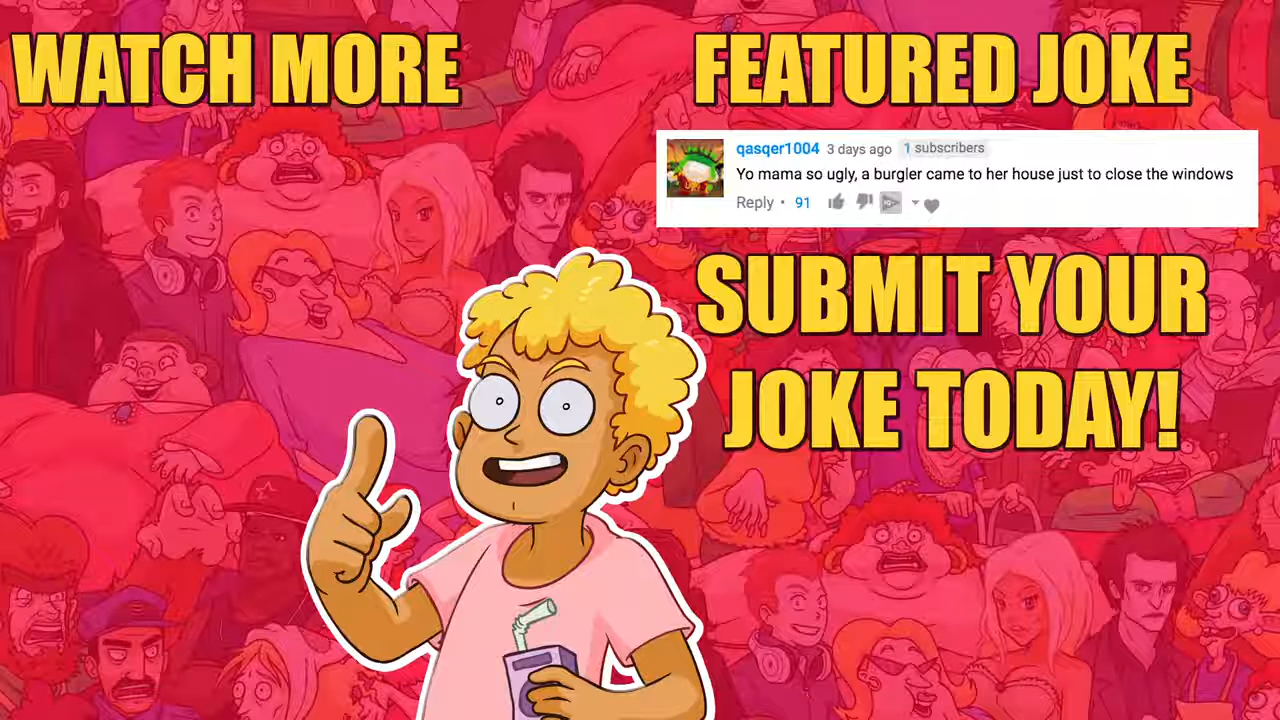 WATCH MORE
FEATURED JOKE
qasqer1004 3 days ago 1 subscribers
Yo mama so ugly, a burgler came to her house just to close the windows
Reply • 91
SUBMIT YOUR
JOKE TODAY!